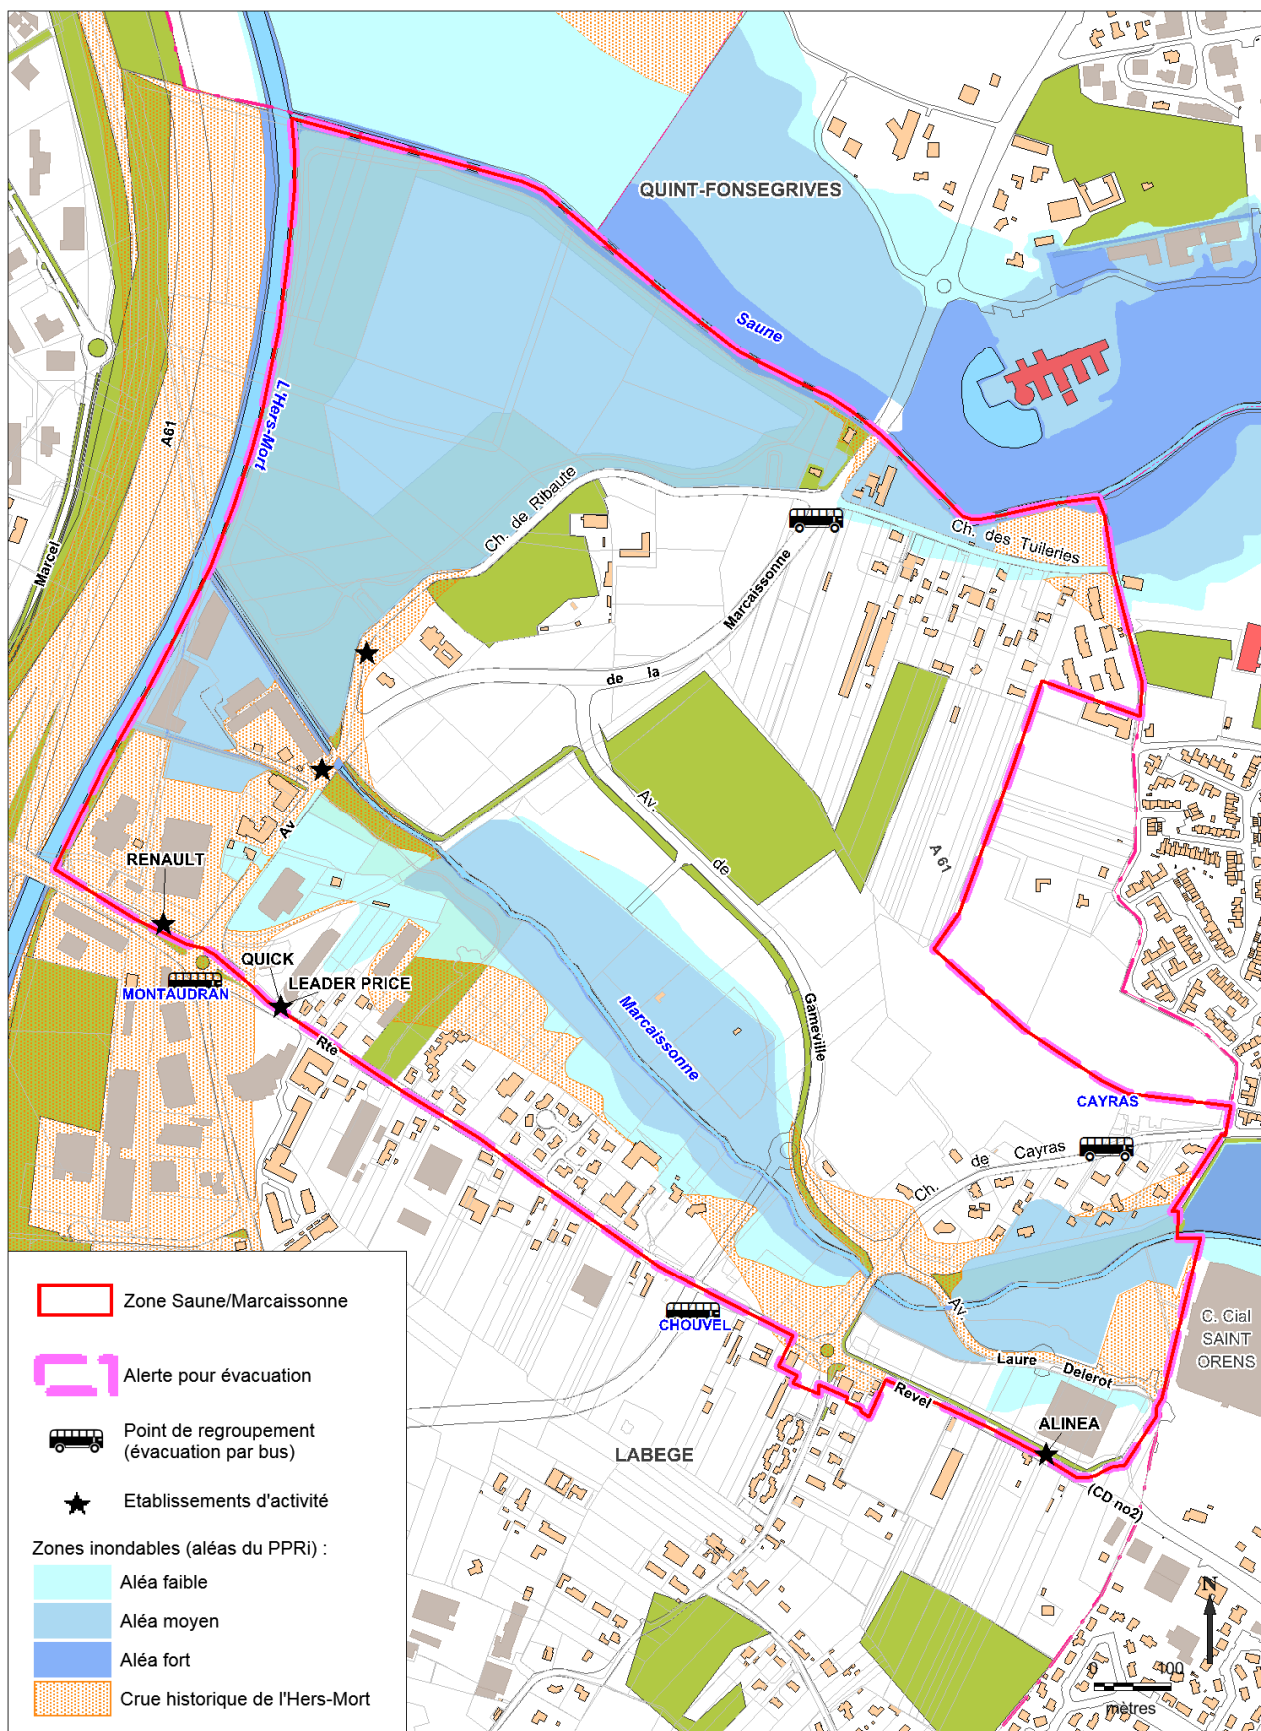 QUINT-FONSEGRIVES
Saune
L'Hers-Mort
A61
Marcel
Ch. de Ribaute
Ch. des Tuileries
Marcaissonne
de la
Av.
de
Gameville
A 61
Av
RENAULT
QUICK
LEADER PRICE
MONTAUDRAN
Rte
Marcaissonne
CAYRAS
Ch. de Cayras
CHOUVEL
Av.
Laure Delerot
C. Cial
SAINT
ORENS
Revel
ALINEA
LABEGE
(CD no2)
Zone Saune/Marcaissonne
Alerte pour évacuation
Point de regroupement
(évacuation par bus)
Etablissements d'activité
Zones inondables (aléas du PPRi) :
Aléa faible
Aléa moyen
Aléa fort
Crue historique de l'Hers-Mort
N
0 100
mètres